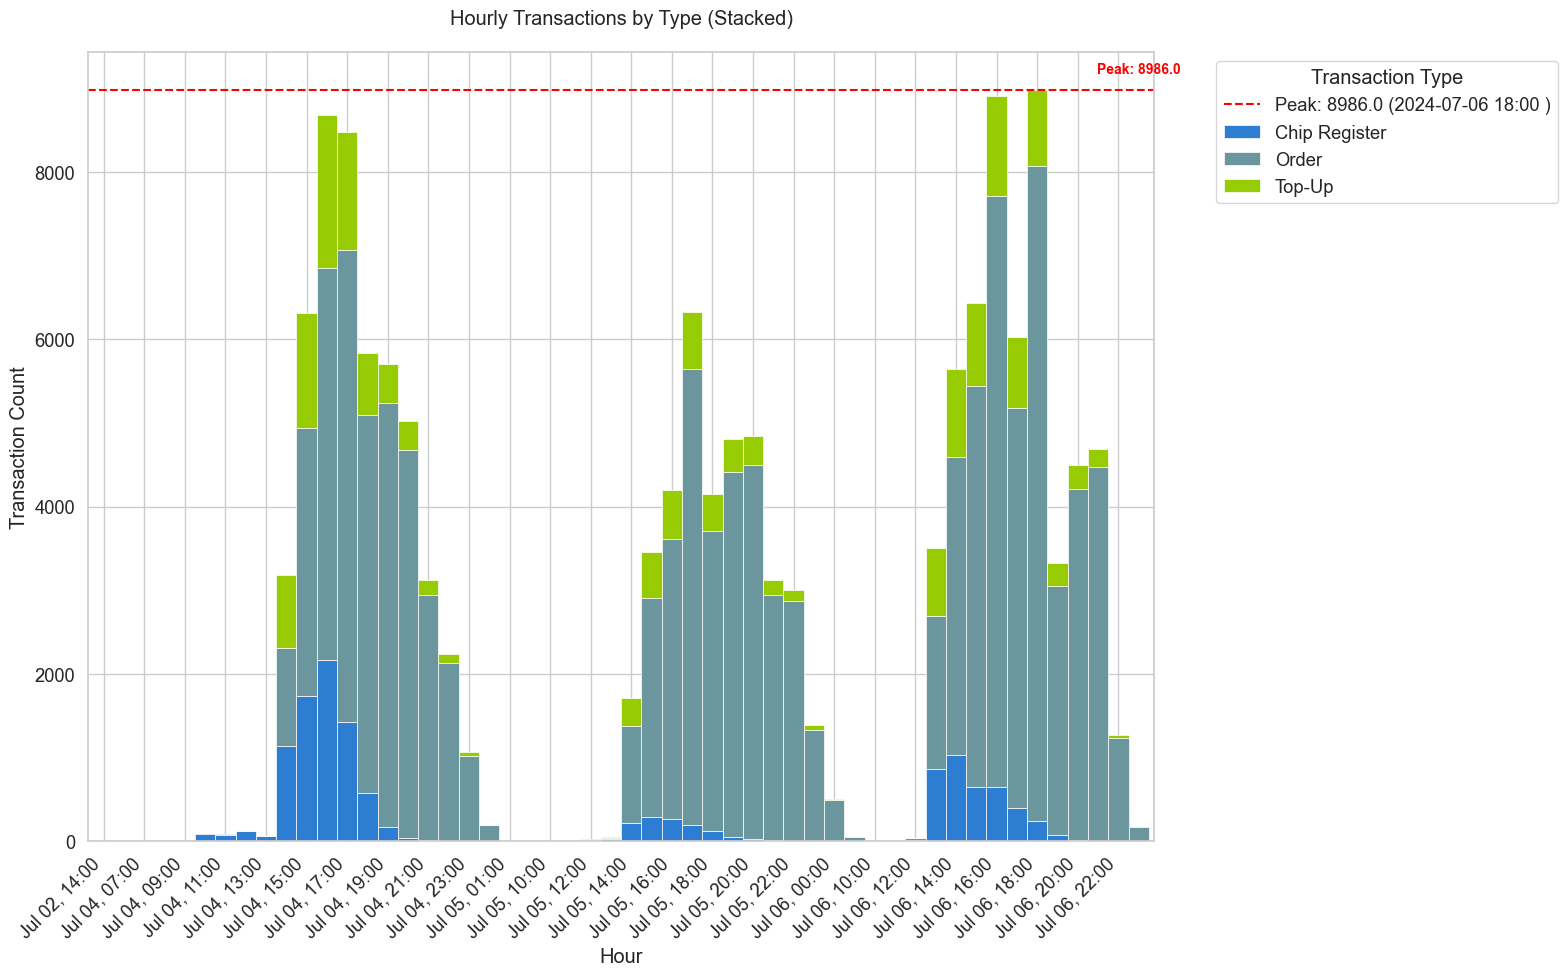 Hourly Transactions by Type (Stacked)
Peak: 8986.0
Transaction Type
Peak: 8986.0 (2024-07-06 18:00 )
Chip Register
Order
Top-Up
Transaction Count
8000
6000
4000
2000
0
Jul 02, 14:00
Jul 04, 07:00
Jul 04, 09:00
Jul 04, 11:00
Jul 04, 13:00
Jul 04, 15:00
Jul 04, 17:00
Jul 04, 19:00
Jul 04, 21:00
Jul 04, 23:00
Jul 05, 01:00
Jul 05, 10:00
Jul 05, 12:00
Jul 05, 14:00
Jul 05, 16:00
Jul 05, 18:00
Jul 05, 20:00
Jul 05, 22:00
Jul 06, 00:00
Jul 06, 10:00
Jul 06, 12:00
Jul 06, 14:00
Jul 06, 16:00
Jul 06, 18:00
Jul 06, 20:00
Jul 06, 22:00
Hour